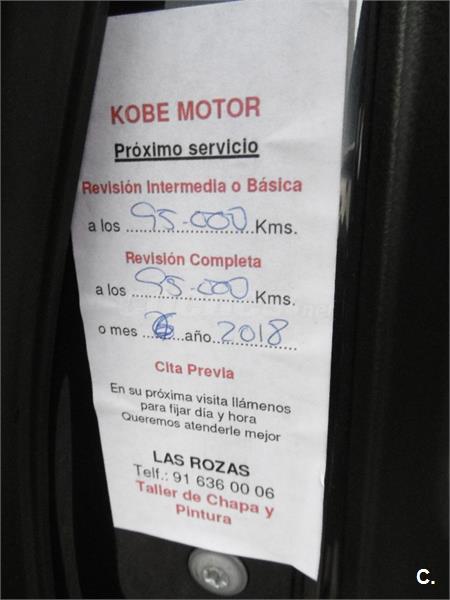 KOBE MOTOR
Próximo servicio
Revisión Intermedia o Básica
a los 95.000 Kms.
Revisión Completa
a los 95.000 Kms.
o mes 6 año 2018
Cita Previa
En su próxima visita llámenos
para fijar día y hora
Queremos atenderle mejor
LAS ROZAS
Telf.: 91 636 00 06
Taller de Chapa y
Pintura
C.